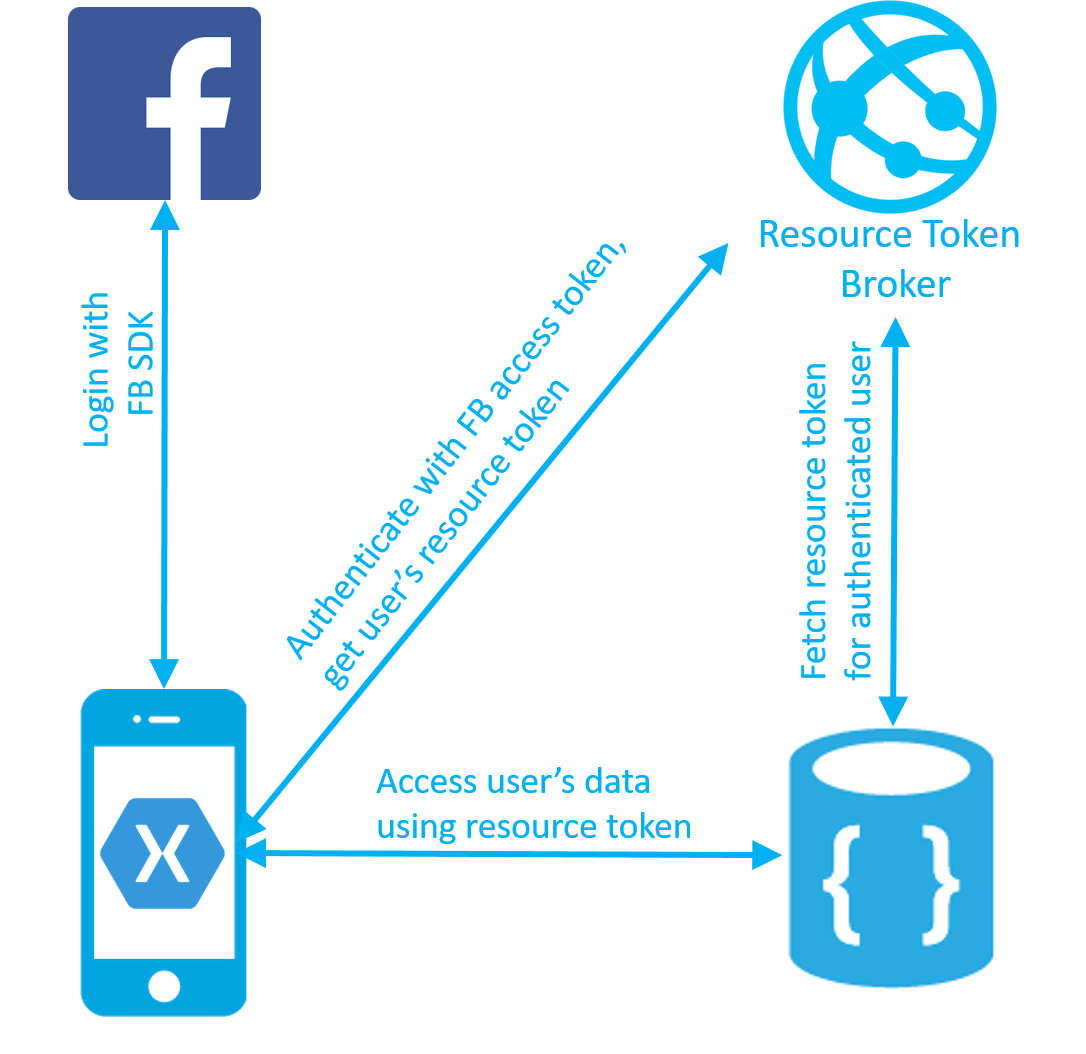 f
Resource Token
Broker
Login with
FB SDK
Authenticate with FB access token,
get user’s resource token
Fetch resource token
for authenticated user
Access user’s data
using resource token
X
{ }